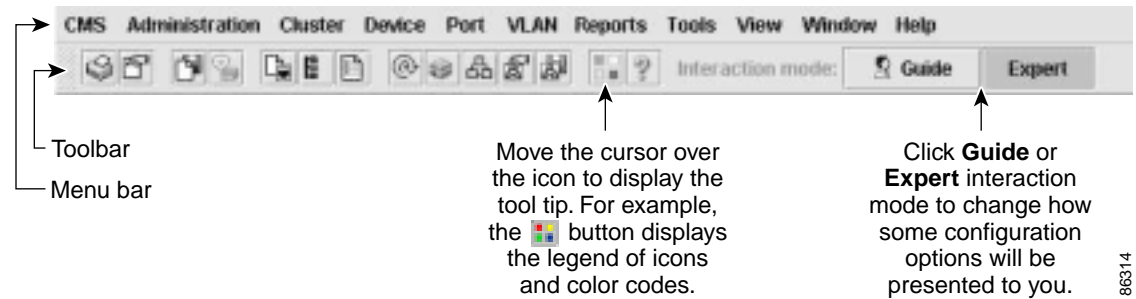 CMS Administration Cluster Device Port VLAN Reports Tools View Window Help
Interaction mode: Guide Expert
Toolbar
Menu bar
Move the cursor over
the icon to display the
tool tip. For example,
the button displays
the legend of icons
and color codes.
Click Guide or
Expert interaction
mode to change how
some configuration
options will be
presented to you.
86314